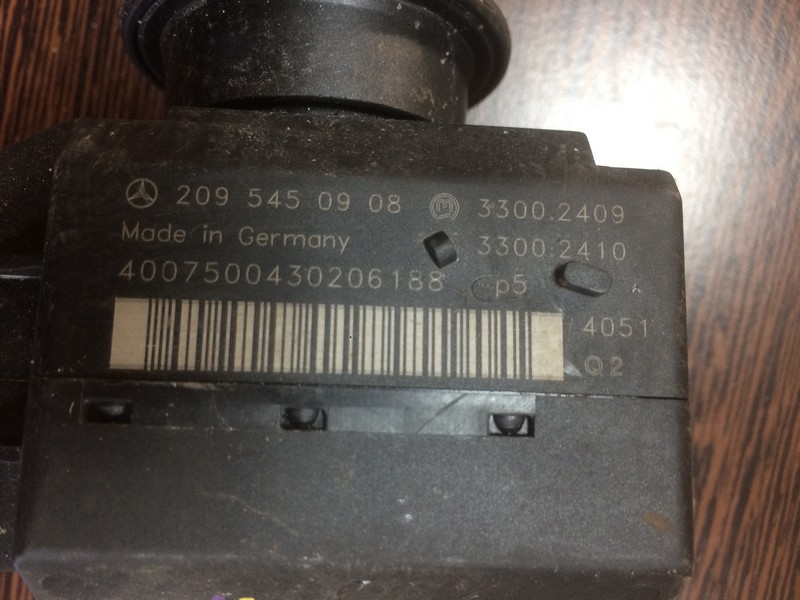 209 545 09 08 M 3300.2409
Made in Germany 3300.2410
4007500430206188 p5
4051
Q2